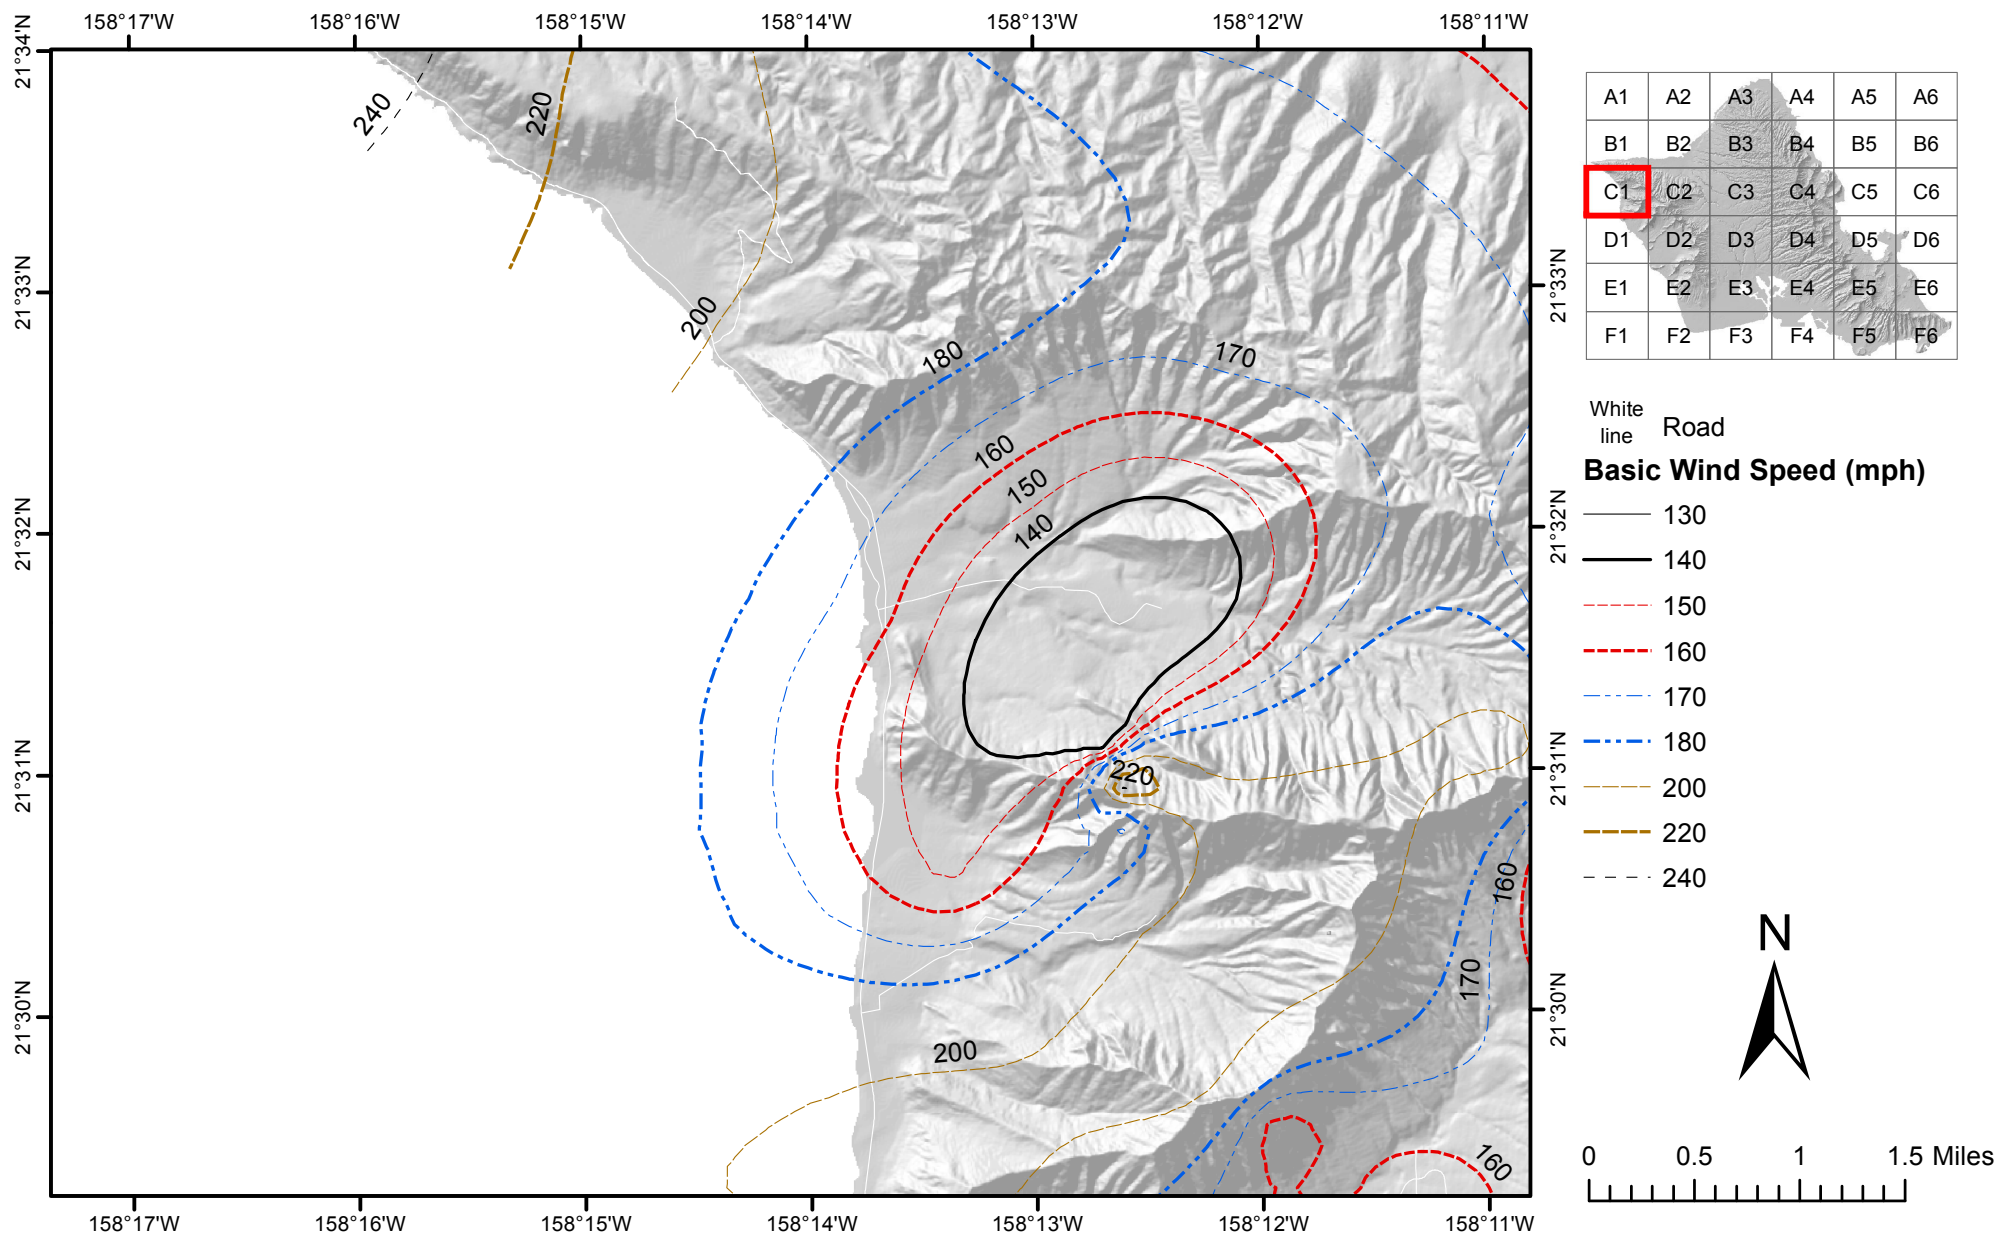 158°17'W 158°16'W 158°15'W 158°14'W 158°13'W 158°12'W 158°11'W
21°34'N
21°33'N
21°32'N
21°31'N
21°30'N
240
220
200
180
170
160
150
140
220
200
160
170
160
21°33'N
21°32'N
21°31'N
21°30'N
158°17'W 158°16'W 158°15'W 158°14'W 158°13'W 158°12'W 158°11'W
A1 A2 A3 A4 A5 A6
B1 B2 B3 B4 B5 B6
C1 C2 C3 C4 C5 C6
D1 D2 D3 D4 D5 D6
E1 E2 E3 E4 E5 E6
F1 F2 F3 F4 F5 F6
White
line Road
Basic Wind Speed (mph)
130
140
150
160
170
180
200
220
240
N
0 0.5 1 1.5 Miles